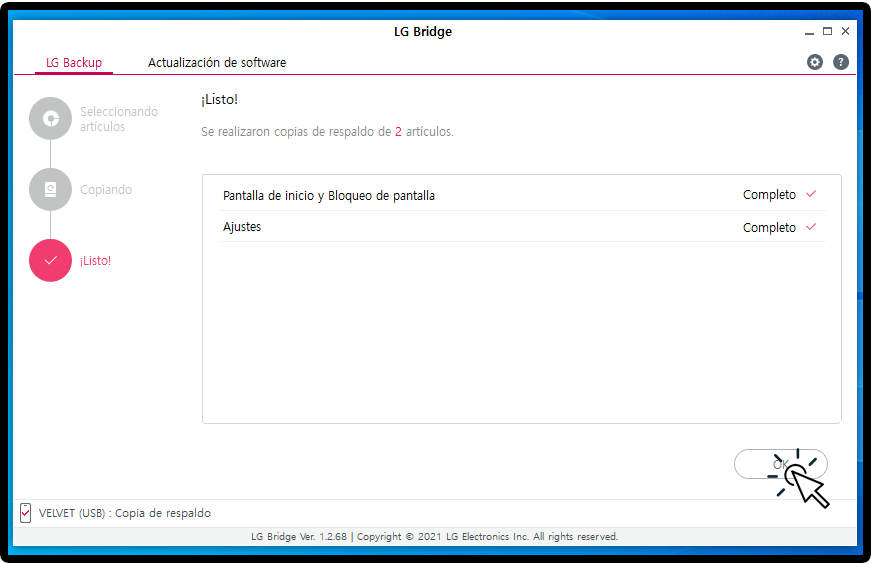 LG Bridge
LG Backup
Actualización de software
Seleccionando
artículos
Copiando
¡Listo!
¡Listo!
Se realizaron copias de respaldo de 2 artículos.
Pantalla de inicio y Bloqueo de pantalla
Completo
Ajustes
Completo
OK
VELVET (USB) : Copia de respaldo
LG Bridge Ver. 1.2.68 | Copyright © 2021 LG Electronics Inc. All rights reserved.